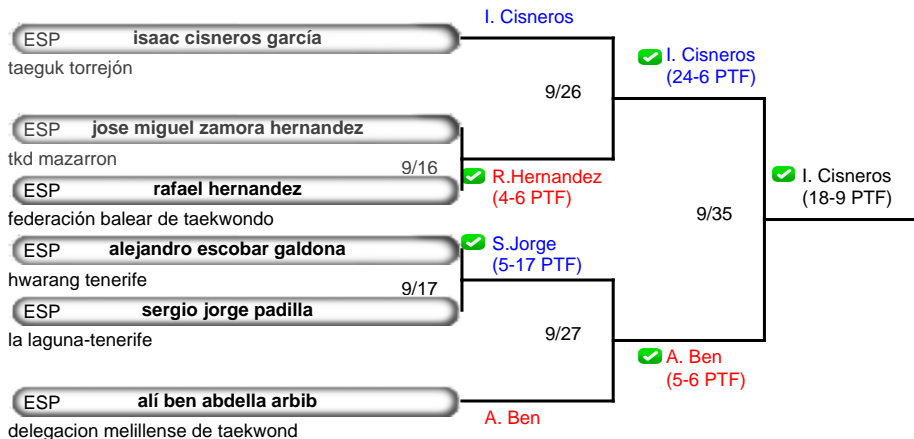 I. Cisneros
ESP isaac cisneros garcía
taeguk torrejón
I. Cisneros
(24-6 PTF)
9/26
ESP jose miguel zamora hernandez
tkd mazarron
9/16
R.Hernandez
(4-6 PTF)
I. Cisneros
(18-9 PTF)
ESP rafael hernandez
federación balear de taekwondo
9/35
ESP alejandro escobar galdona
S.Jorge
(5-17 PTF)
hwarang tenerife
9/17
ESP sergio jorge padilla
la laguna-tenerife
9/27
A. Ben
(5-6 PTF)
ESP alí ben abdella arbib
A. Ben
delegacion melillense de taekwond